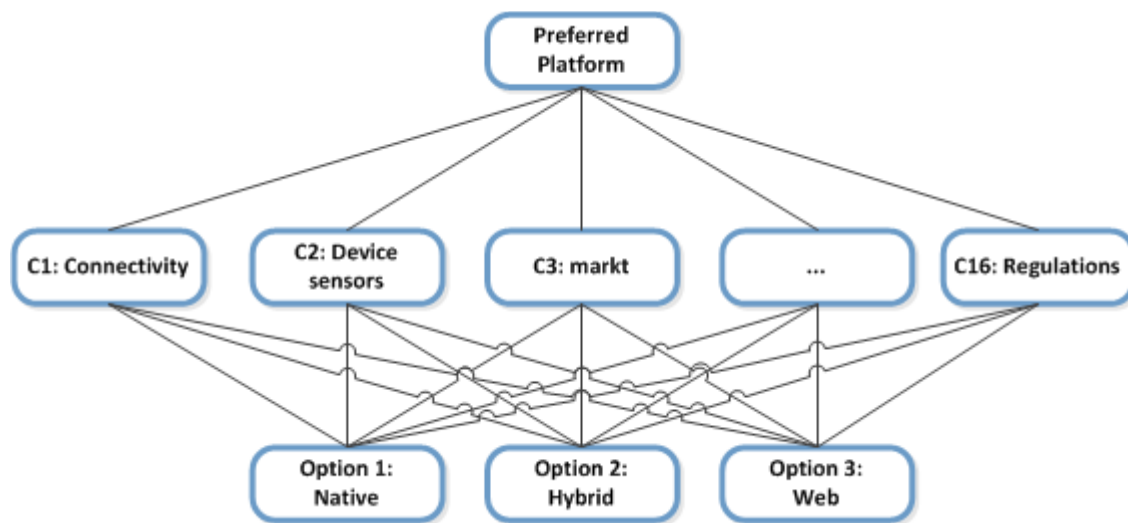 Preferred
Platform
C1: Connectivity
C2: Device
sensors
C3: markt
...
C16: Regulations
Option 1:
Native
Option 2:
Hybrid
Option 3:
Web